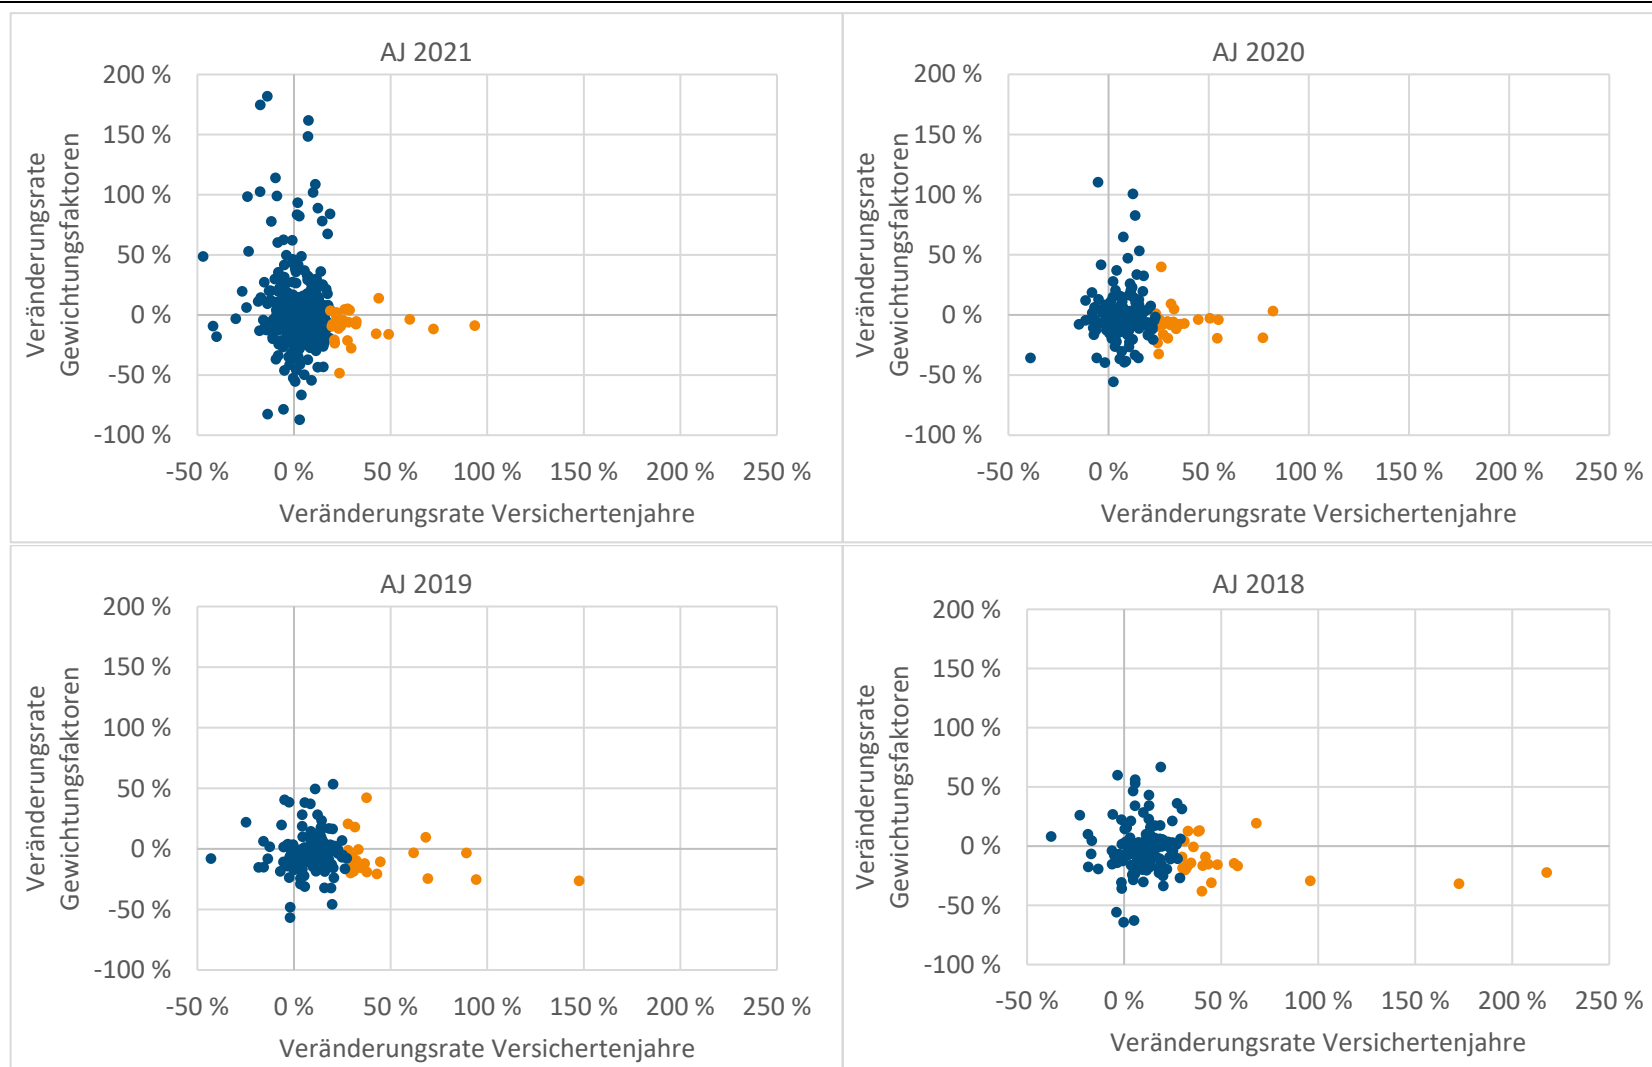 AJ 2021
Veränderungsrate
Gewichtungsfaktoren
200 %
150 %
100 %
50 %
0 %
-50 %
-100 %
-50 % 0 % 50 % 100 % 150 % 200 % 250 %
Veränderungsrate Versichertenjahre
AJ 2020
Veränderungsrate
Gewichtungsfaktoren
200 %
150 %
100 %
50 %
0 %
-50 %
-100 %
-50 % 0 % 50 % 100 % 150 % 200 % 250 %
Veränderungsrate Versichertenjahre
AJ 2019
Veränderungsrate
Gewichtungsfaktoren
200 %
150 %
100 %
50 %
0 %
-50 %
-100 %
-50 % 0 % 50 % 100 % 150 % 200 % 250 %
Veränderungsrate Versichertenjahre
AJ 2018
Veränderungsrate
Gewichtungsfaktoren
200 %
150 %
100 %
50 %
0 %
-50 %
-100 %
-50 % 0 % 50 % 100 % 150 % 200 % 250 %
Veränderungsrate Versichertenjahre